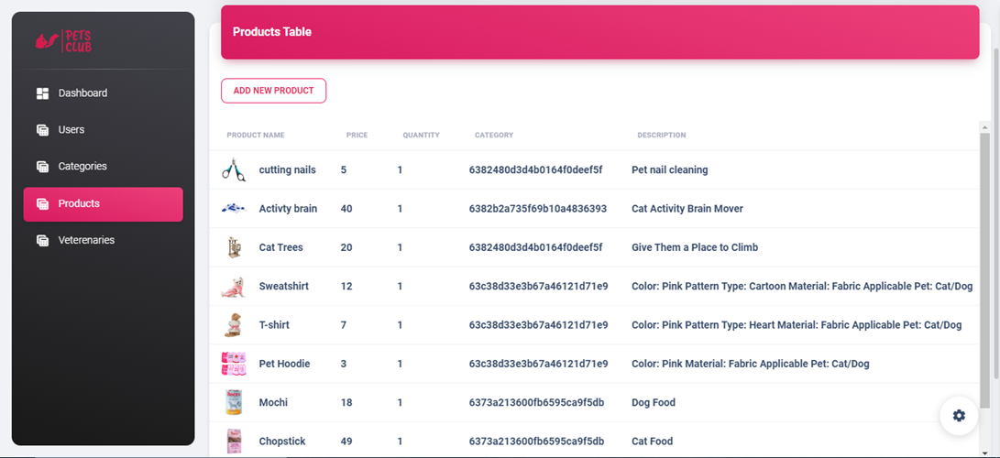 PETS
CLUB
Dashboard
Users
Categories
Products
Veterenaries
Products Table
ADD NEW PRODUCT
PRODUCT NAME PRICE QUANTITY CATEGORY DESCRIPTION
cutting nails 5 1 6382480d3d4b0164f0deef5f Pet nail cleaning
Activty brain 40 1 6382b2a735f69b10a4836393 Cat Activity Brain Mover
Cat Trees 20 1 6382480d3d4b0164f0deef5f Give Them a Place to Climb
Sweatshirt 12 1 63c38d33e3b67a46121d71e9 Color: Pink Pattern Type: Cartoon Material: Fabric Applicable Pet: Cat/Dog
T-shirt 7 1 63c38d33e3b67a46121d71e9 Color: Pink Pattern Type: Heart Material: Fabric Applicable Pet: Cat/Dog
Pet Hoodie 3 1 63c38d33e3b67a46121d71e9 Color: Pink Material: Fabric Applicable Pet: Cat/Dog
Mochi 18 1 6373a213600fb6595ca9f5db Dog Food
Chopstick 49 1 6373a213600fb6595ca9f5db Cat Food